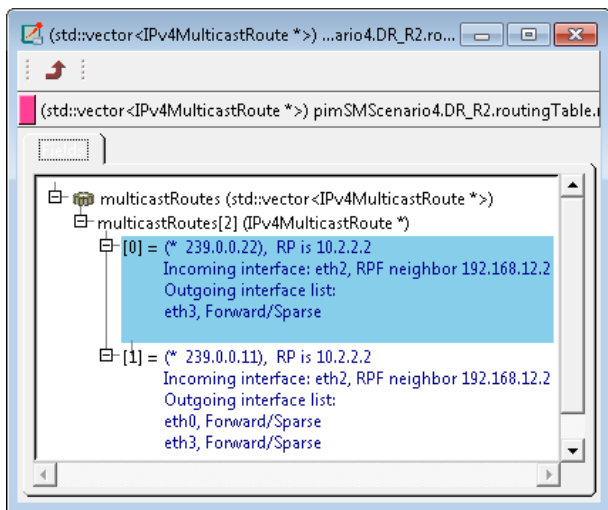 (std::vector<IPv4MulticastRoute *>) ...ario4.DR_R2.ro...
(std::vector<IPv4MulticastRoute *>) pimSMScenario4.DR_R2.routingTable.
Fields
multicastRoutes (std::vector<IPv4MulticastRoute *>)
multicastRoutes[2] (IPv4MulticastRoute *)
[0] = (* 239.0.0.22), RP is 10.2.2.2
Incoming interface: eth2, RPF neighbor 192.168.12.2
Outgoing interface list:
eth3, Forward/Sparse
[1] = (* 239.0.0.11), RP is 10.2.2.2
Incoming interface: eth2, RPF neighbor 192.168.12.2
Outgoing interface list:
eth0, Forward/Sparse
eth3, Forward/Sparse